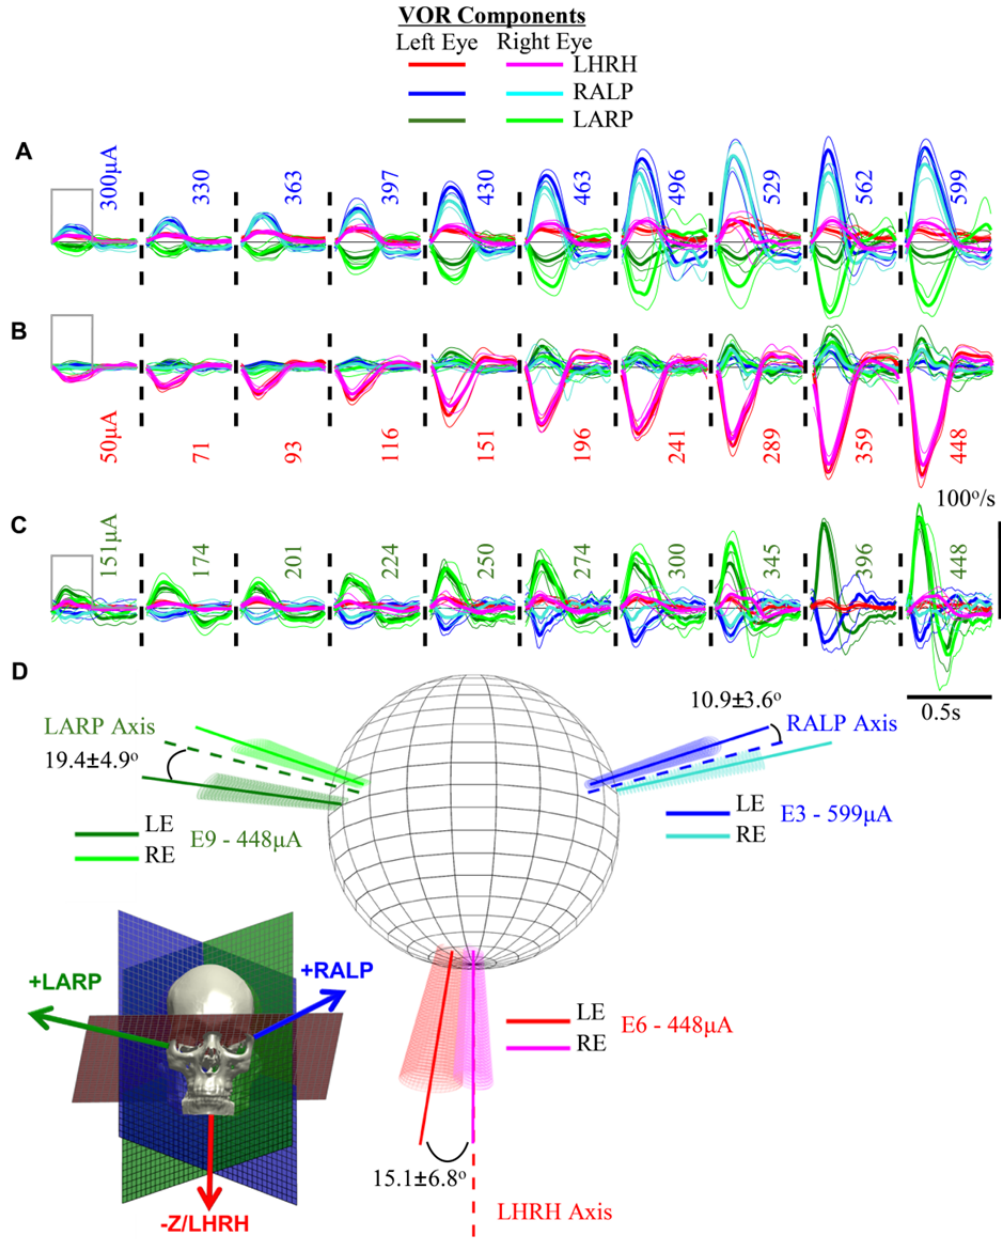 VOR Components
Left Eye Right Eye
LHRH
RALP
LARP
A
300µA 330 363 397 430 463 496 529 562 599
B
50µA 71 93 116 151 196 241 289 359 448
100°/s
C
151µA 174 201 224 250 274 300 345 396 448
0.5s
D
LARP Axis
19.4±4.9°
LE
RE
E9 - 448µA
10.9±3.6°
RALP Axis
LE
RE
E3 - 599µA
+LARP
+RALP
-Z/LHRH
LE
RE
E6 - 448µA
15.1±6.8°
LHRH Axis